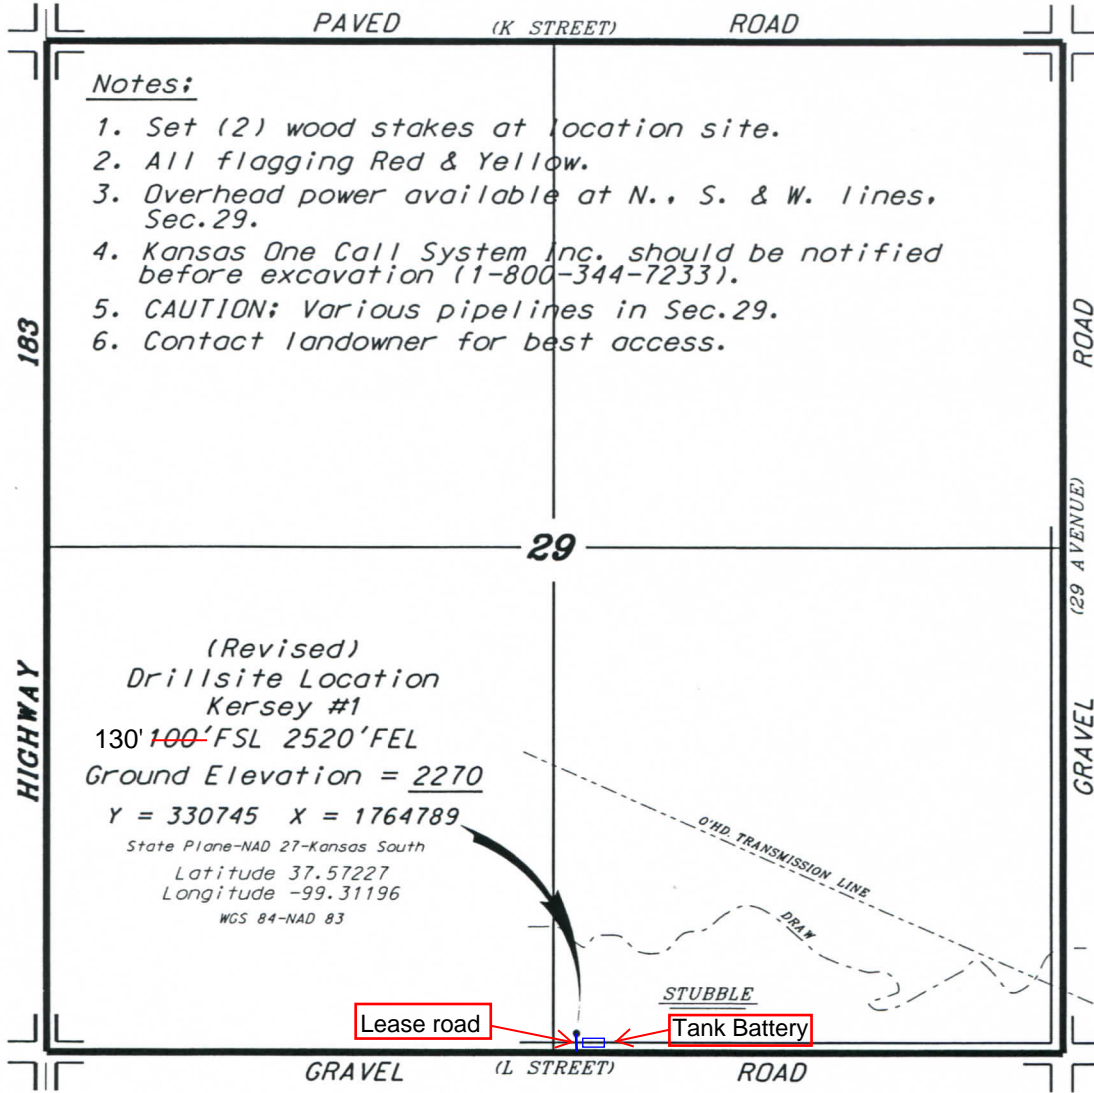 PAVED (K STREET) ROAD
Notes:
1. Set (2) wood stakes at location site.
2. All flagging Red & Yellow.
3. Overhead power available at N., S. & W. lines,
Sec.29.
4. Kansas One Call System Inc. should be notified
before excavation (1-800-344-7233).
5. CAUTION: Various pipelines in Sec.29.
6. Contact landowner for best access.
HIGHWAY 183
GRAVEL (29 AVENUE) ROAD
29
(Revised)
Drillsite Location
Kersey #1
130' 100'FSL 2520'FEL
Ground Elevation = 2270
Y = 330745 X = 1764789
State Plane-NAD 27-Kansas South
Latitude 37.57227
Longitude -99.31196
WGS 84-NAD 83
O'HD. TRANSMISSION LINE
DRAW
STUBBLE
Lease road
Tank Battery
GRAVEL (L STREET) ROAD